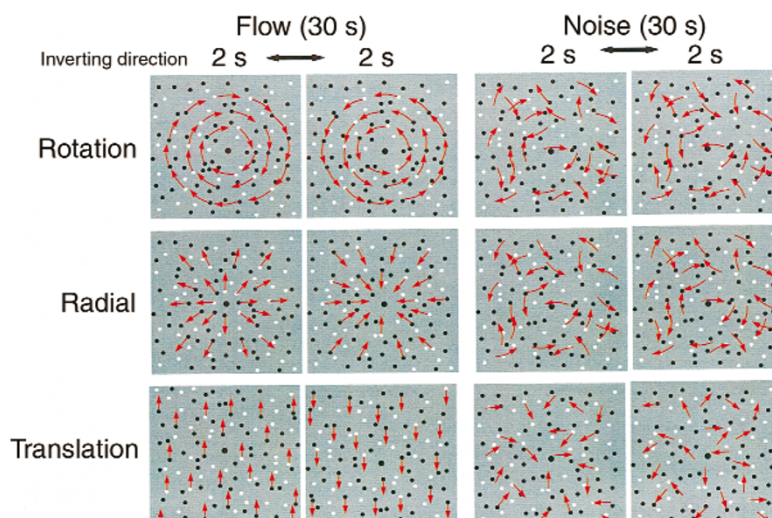 Flow (30 s) Noise (30 s)
Inverting direction 2 s 2 s 2 s 2 s
Rotation
Radial
Translation